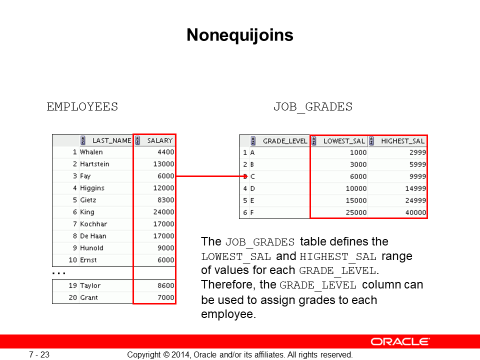 Nonequijoins
EMPLOYEES
JOB_GRADES
LAST_NAME SALARY
1 Whalen 4400
2 Hartstein 13000
3 Fay 6000
4 Higgins 12000
5 Gietz 8300
6 King 24000
7 Kochhar 17000
8 De Haan 17000
9 Hunold 9000
10 Ernst 6000
...
19 Taylor 8600
20 Grant 7000
GRADE_LEVEL LOWEST_SAL HIGHEST_SAL
1 A 1000 2999
2 B 3000 5999
3 C 6000 9999
4 D 10000 14999
5 E 15000 24999
6 F 25000 40000
The JOB_GRADES table defines the
LOWEST_SAL and HIGHEST_SAL range
of values for each GRADE_LEVEL.
Therefore, the GRADE_LEVEL column can
be used to assign grades to each
employee.
ORACLE
7 - 23 Copyright © 2014, Oracle and/or its affiliates. All rights reserved.